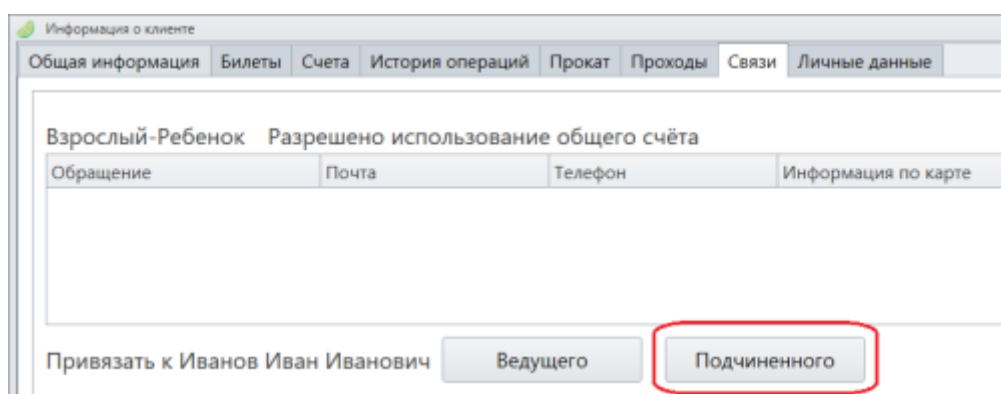 Информация о клиенте
Общая информация Билеты Счета История операций Прокат Проходы Связи Личные данные
Взрослый-Ребенок Разрешено использование общего счёта
Обращение Почта Телефон Информация по карте
Привязать к Иванов Иван Иванович Ведущего Подчиненного